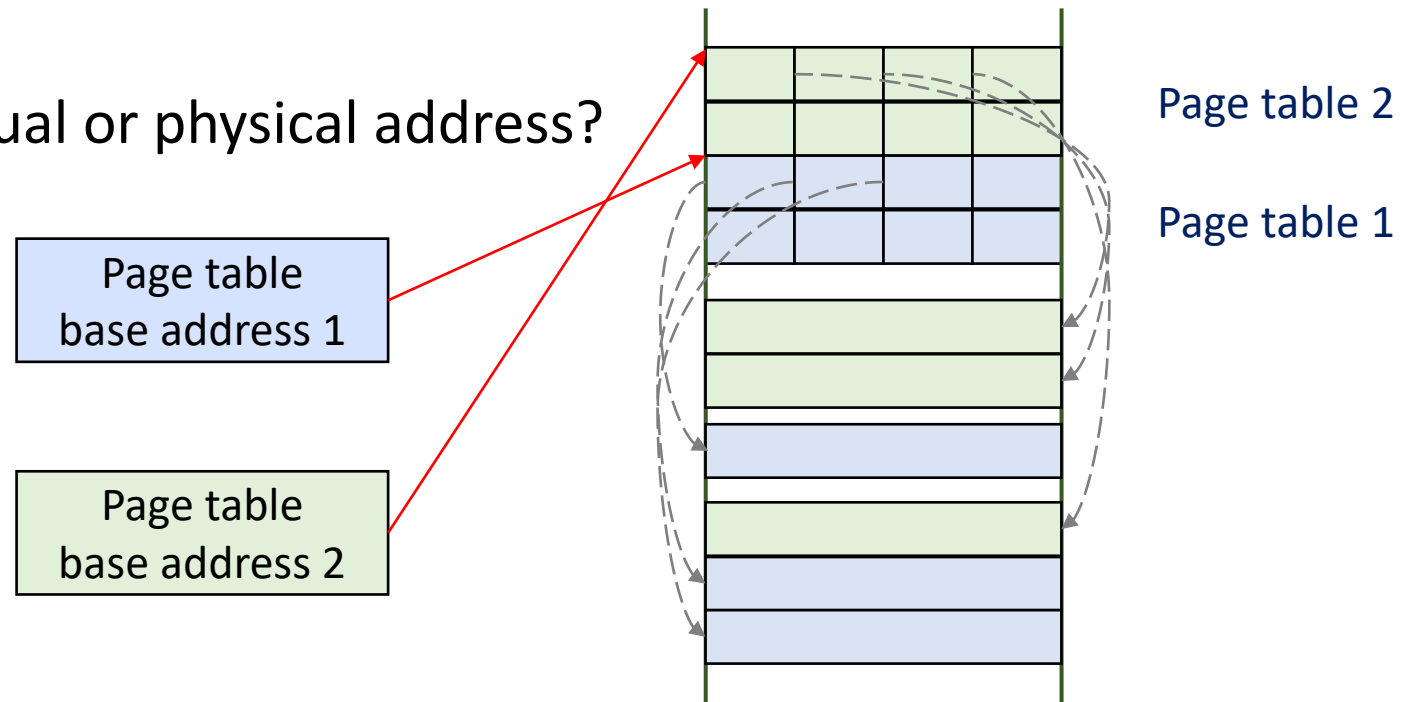 ual or physical address?
Page table 2
Page table 1
Page table
base address 1
Page table
base address 2